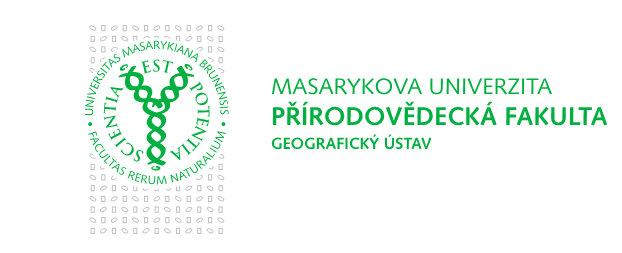 UNIVERSITAS MASARYKIANA BRUNENSIS
• FACULTAS RERUM NATURALIUM •
SCIENTIA EST POTENTIA
MASARYKOVA UNIVERZITA
PŘÍRODOVĚDECKÁ FAKULTA
GEOGRAFICKÝ ÚSTAV